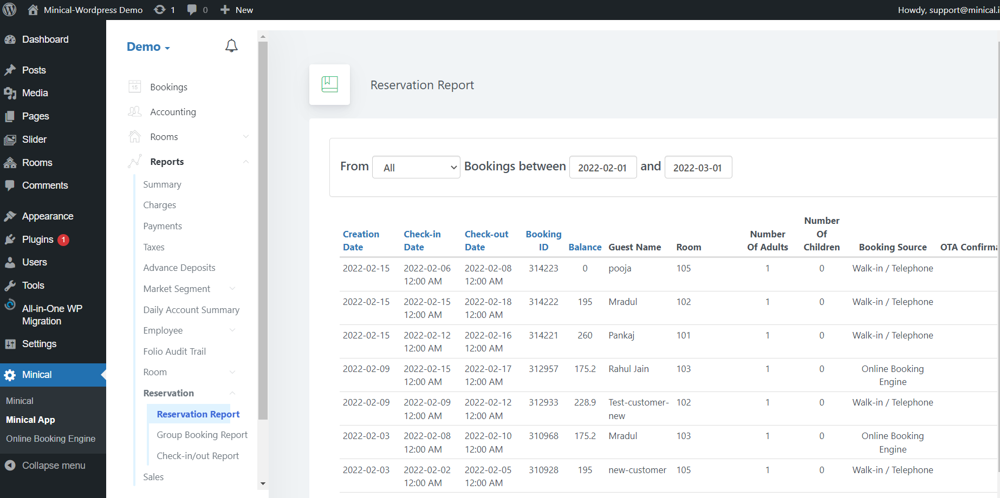 Minical-Wordpress Demo 1 0 New Howdy, support@minical.i
Dashboard
Posts
Media
Pages
Slider
Rooms
Comments
Appearance
Plugins 1
Users
Tools
All-in-One WP
Migration
Settings
Minical
Minical
Minical App
Online Booking Engine
Collapse menu
Demo
15 Bookings
Accounting
Rooms
Reports
Summary
Charges
Payments
Taxes
Advance Deposits
Market Segment
Daily Account Summary
Employee
Folio Audit Trail
Room
Reservation
Reservation Report
Group Booking Report
Check-in/out Report
Sales
Reservation Report
From All Bookings between 2022-02-01 and 2022-03-01
Number
Creation Check-in Check-out Booking Number Of
Date Date Date ID Balance Guest Name Room Of Adults Children Booking Source OTA Confirma
2022-02-15 2022-02-06 2022-02-08 314223 0 pooja 105 1 0 Walk-in / Telephone
12:00 AM 12:00 AM
2022-02-15 2022-02-15 2022-02-18 314222 195 Mradul 102 1 0 Walk-in / Telephone
12:00 AM 12:00 AM
2022-02-15 2022-02-12 2022-02-16 314221 260 Pankaj 101 1 0 Walk-in / Telephone
12:00 AM 12:00 AM
2022-02-09 2022-02-15 2022-02-17 312957 175.2 Rahul Jain 103 1 0 Online Booking
12:00 AM 12:00 AM Engine
2022-02-09 2022-02-09 2022-02-12 312933 228.9 Test-customer- 102 1 0 Walk-in / Telephone
12:00 AM 12:00 AM new
2022-02-03 2022-02-08 2022-02-10 310968 175.2 Mradul 103 1 0 Online Booking
12:00 AM 12:00 AM Engine
2022-02-03 2022-02-02 2022-02-05 310928 195 new-customer 105 1 0 Walk-in / Telephone
12:00 AM 12:00 AM